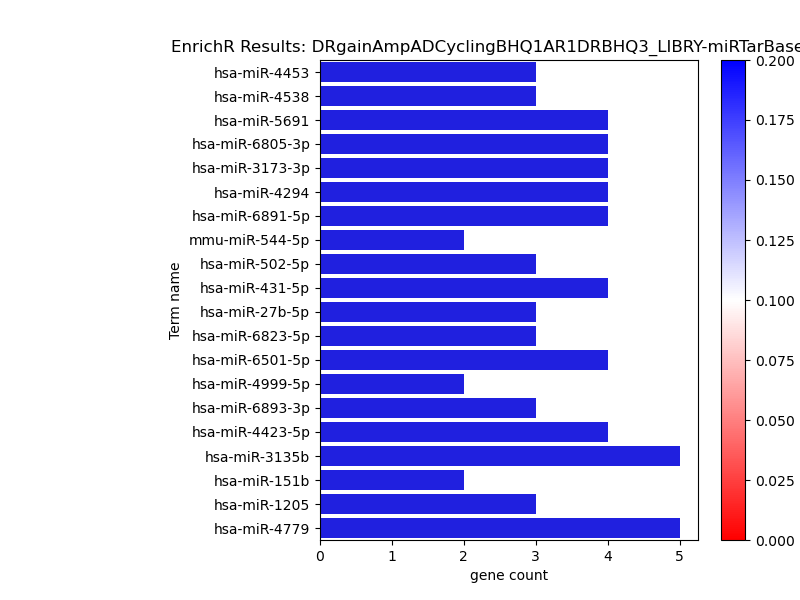 EnrichR Results: DRgainAmpADCyclingBHQ1AR1DRBHQ3_LIBRY-miRTarBase
hsa-miR-4453
hsa-miR-4538
hsa-miR-5691
hsa-miR-6805-3p
hsa-miR-3173-3p
hsa-miR-4294
hsa-miR-6891-5p
mmu-miR-544-5p
hsa-miR-502-5p
hsa-miR-431-5p
hsa-miR-27b-5p
hsa-miR-6823-5p
hsa-miR-6501-5p
hsa-miR-4999-5p
hsa-miR-6893-3p
hsa-miR-4423-5p
hsa-miR-3135b
hsa-miR-151b
hsa-miR-1205
hsa-miR-4779
Term name
0 1 2 3 4 5
gene count
0.200
0.175
0.150
0.125
0.100
0.075
0.050
0.025
0.000